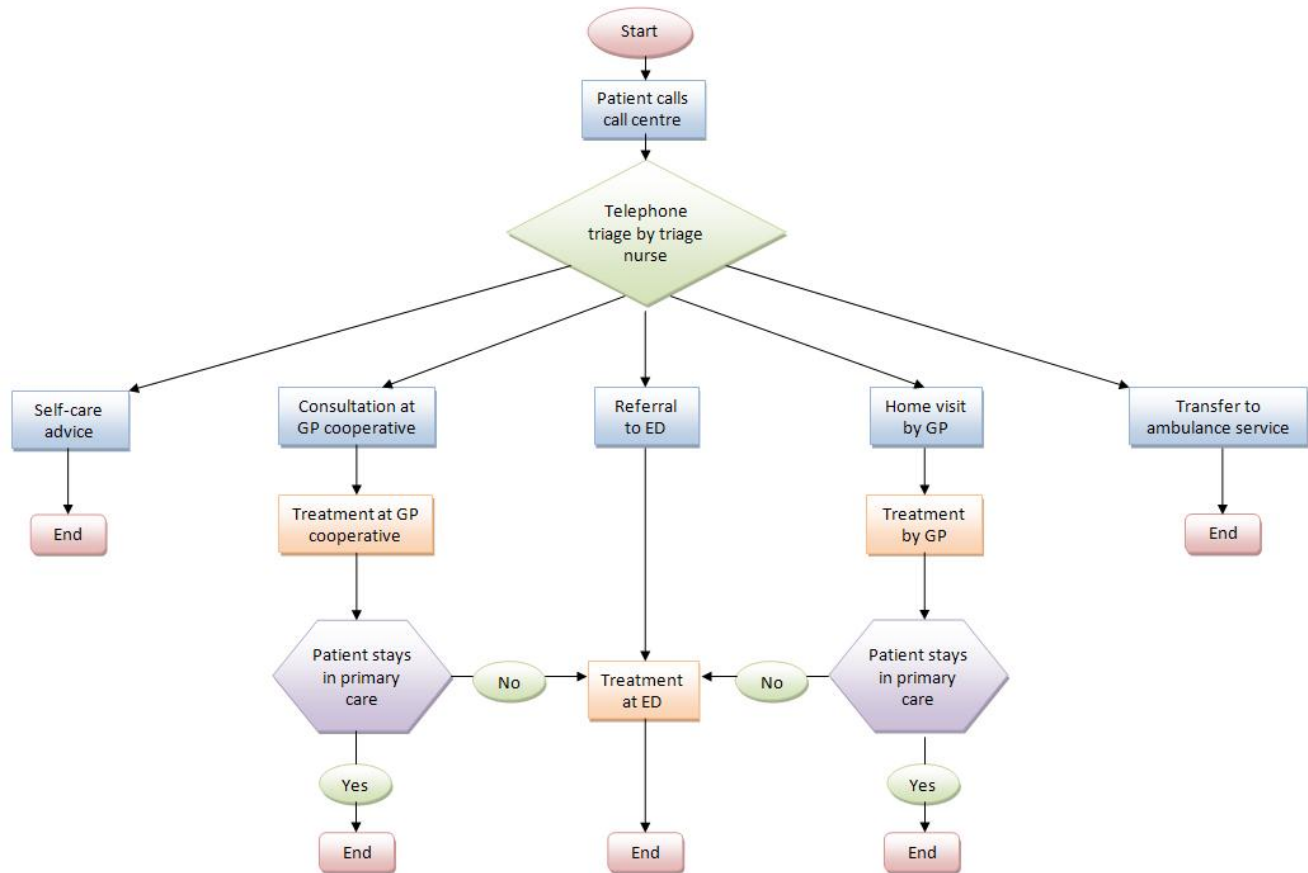 Start
Patient calls
call centre
Telephone
triage by triage
nurse
Self-care
advice
Consultation at
GP cooperative
Referral
to ED
Home visit
by GP
Transfer to
ambulance service
End
Treatment at GP
cooperative
Treatment
by GP
End
Patient stays
in primary
care
No
Treatment
at ED
No
Patient stays
in primary
care
Yes
Yes
End
End
End